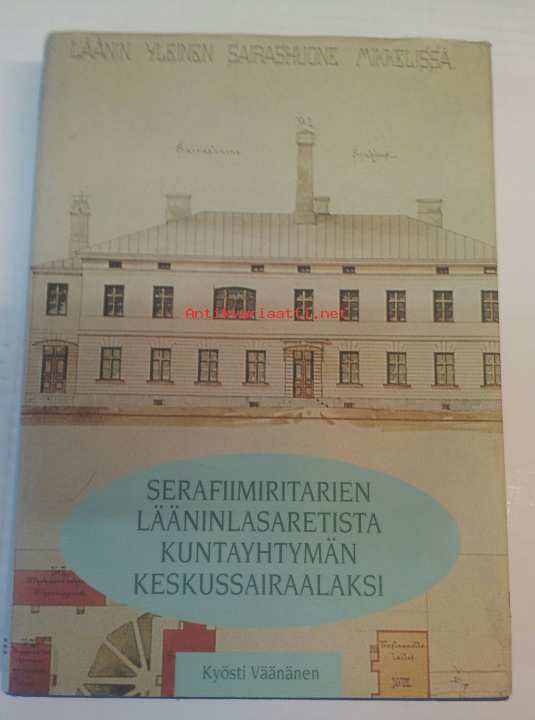 LÄÄNIN YLEINEN SAIRASHUONE MIKKELISSÄ.
Antikvariaatti.net
SERAFIIMIRITARIEN
LÄÄNINLASARETISTA
KUNTAYHTYMÄN
KESKUSSAIRAALAKSI
Kyösti Väänänen